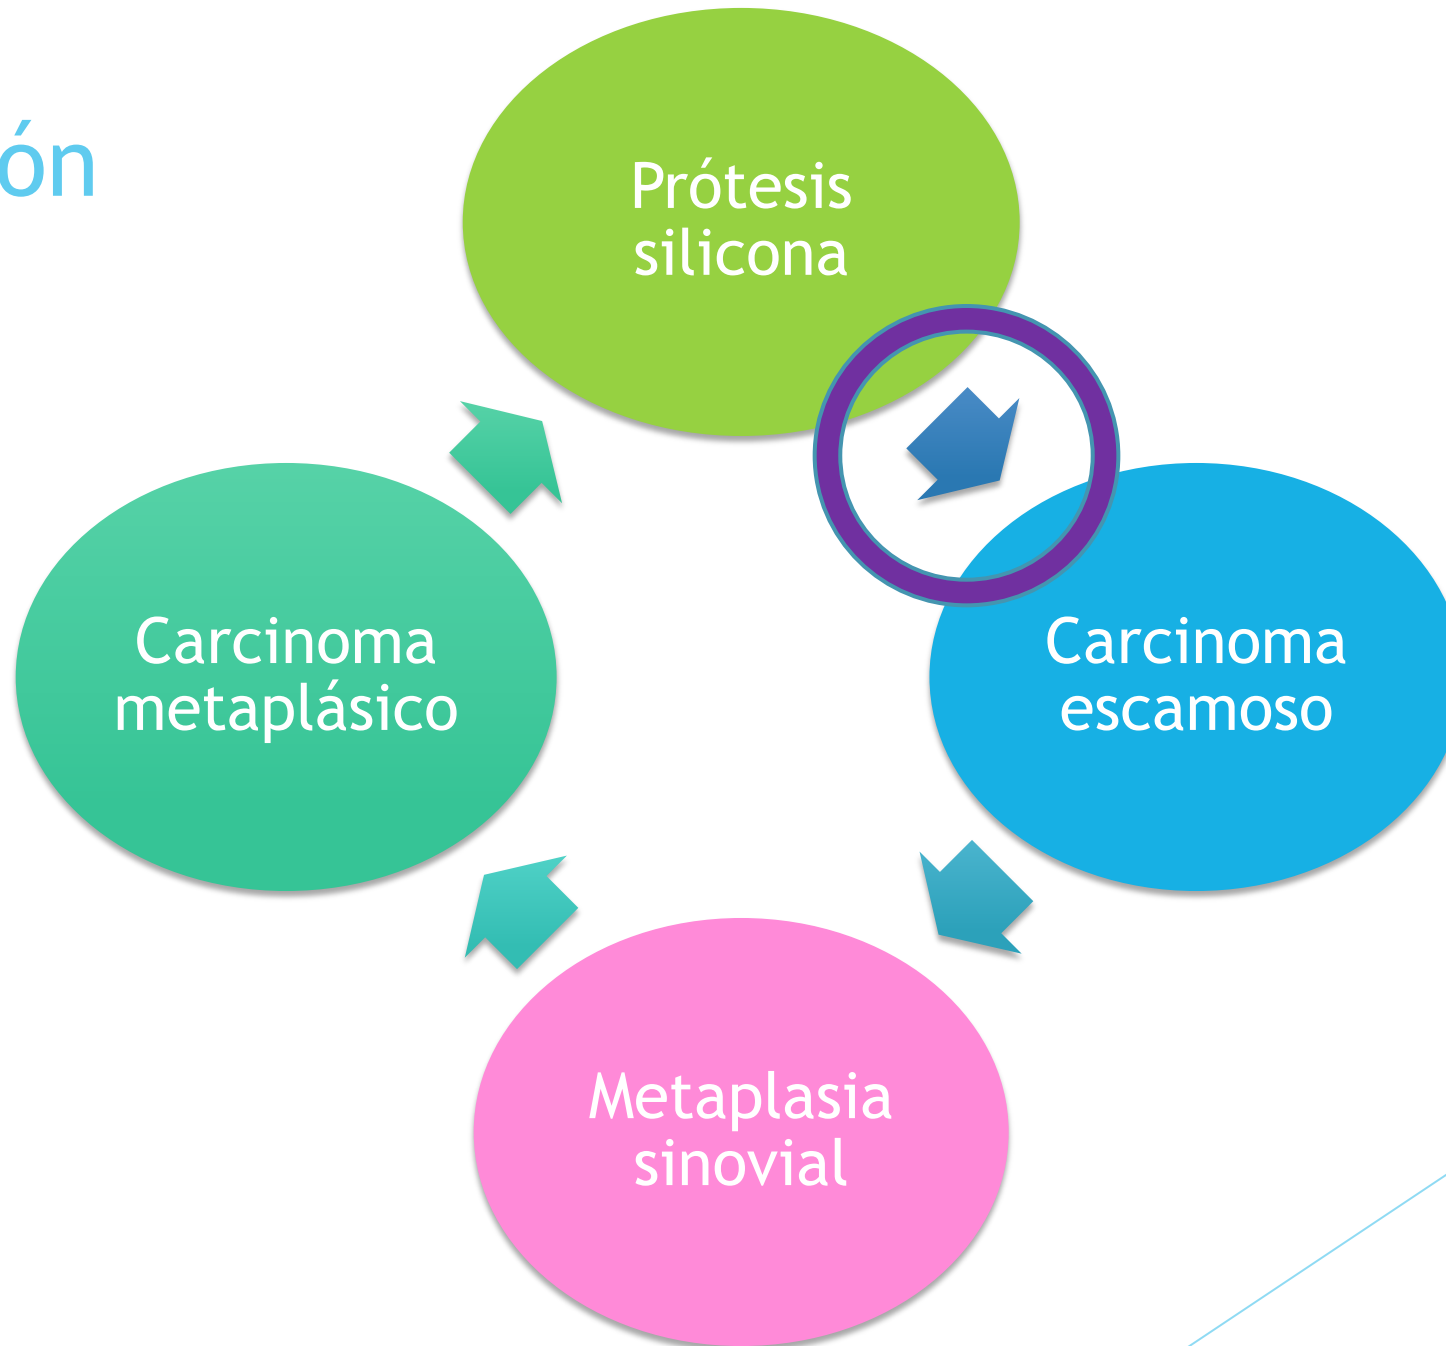 ón
Prótesis
silicona
Carcinoma
escamoso
Metaplasia
sinovial
Carcinoma
metaplásico